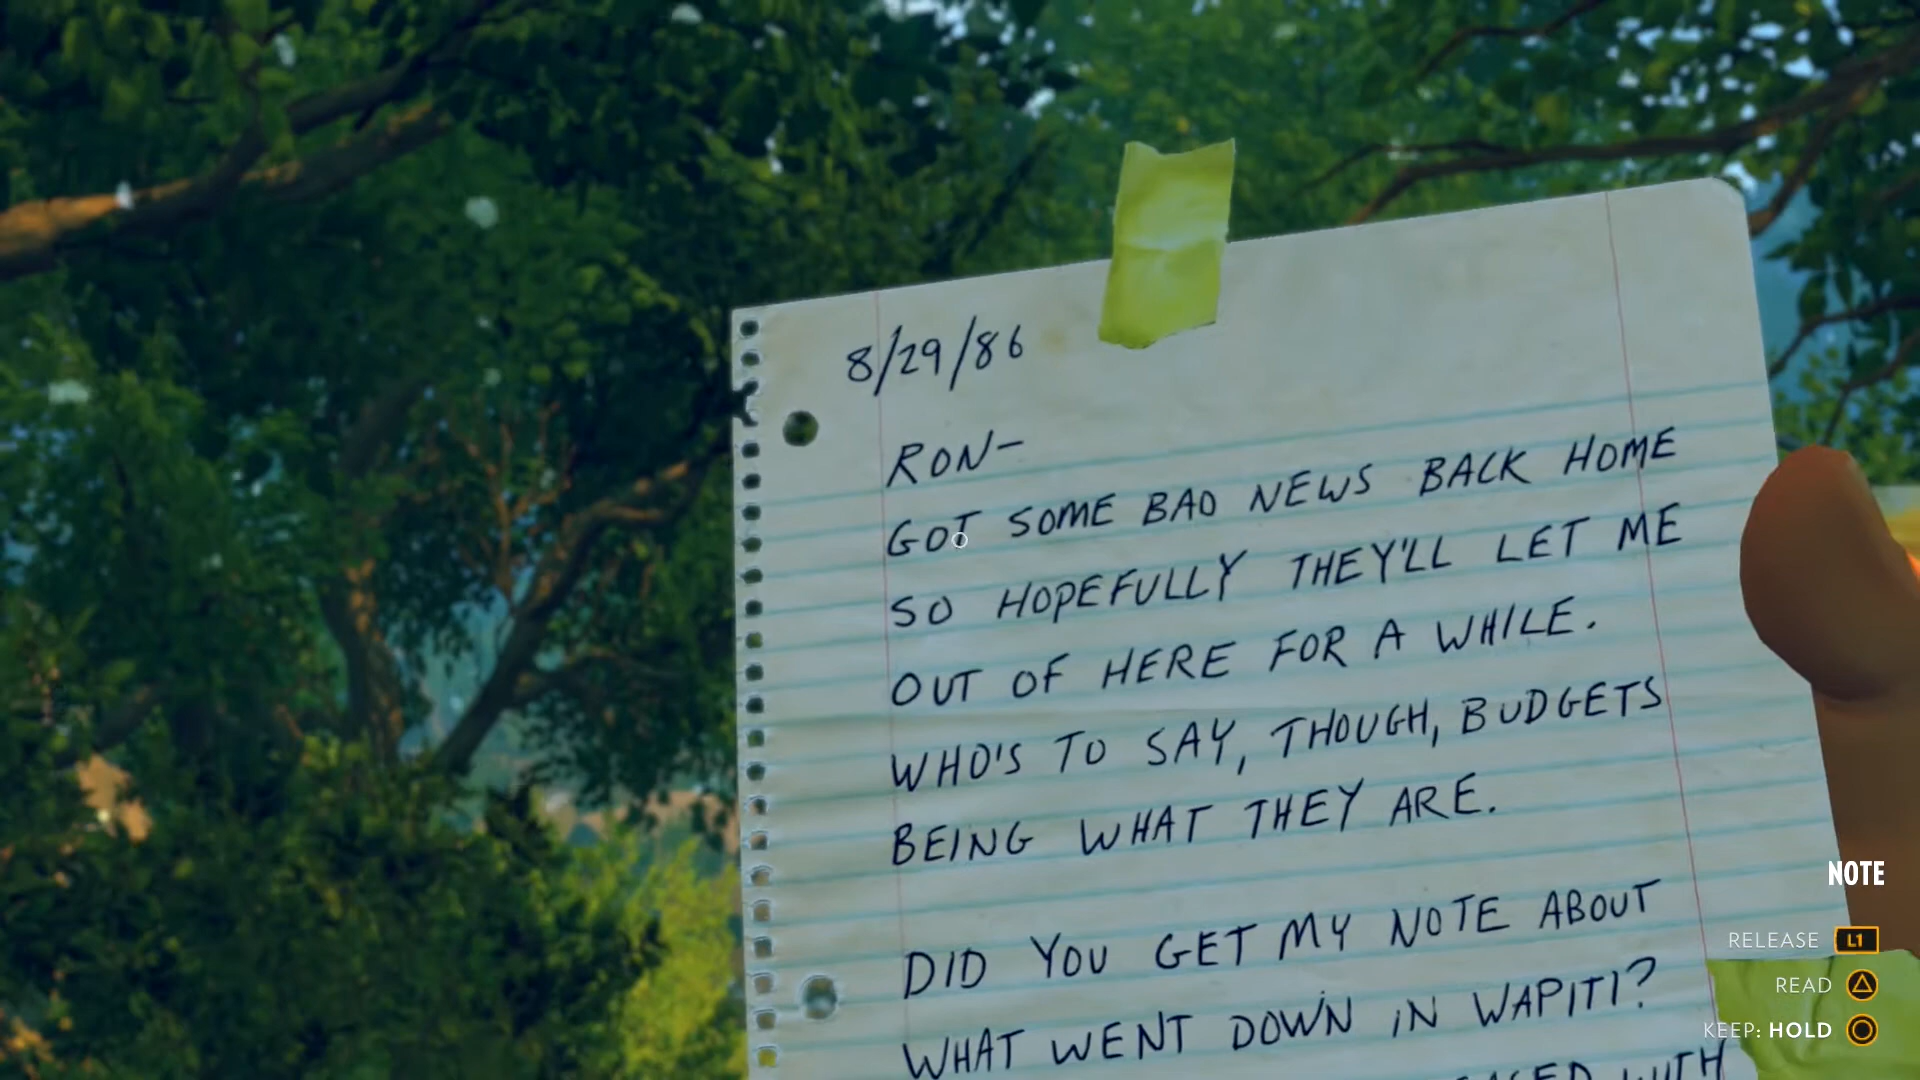 8/29/86
RON-
GOT SOME BAD NEWS BACK HOME
SO HOPEFULLY THEY'LL LET ME
OUT OF HERE FOR A WHILE.
WHO'S TO SAY, THOUGH, BUDGETS
BEING WHAT THEY ARE.
DID YOU GET MY NOTE ABOUT
WHAT WENT DOWN IN WAPITI?
WITH
NOTE
RELEASE L1
READ
KEEP: HOLD